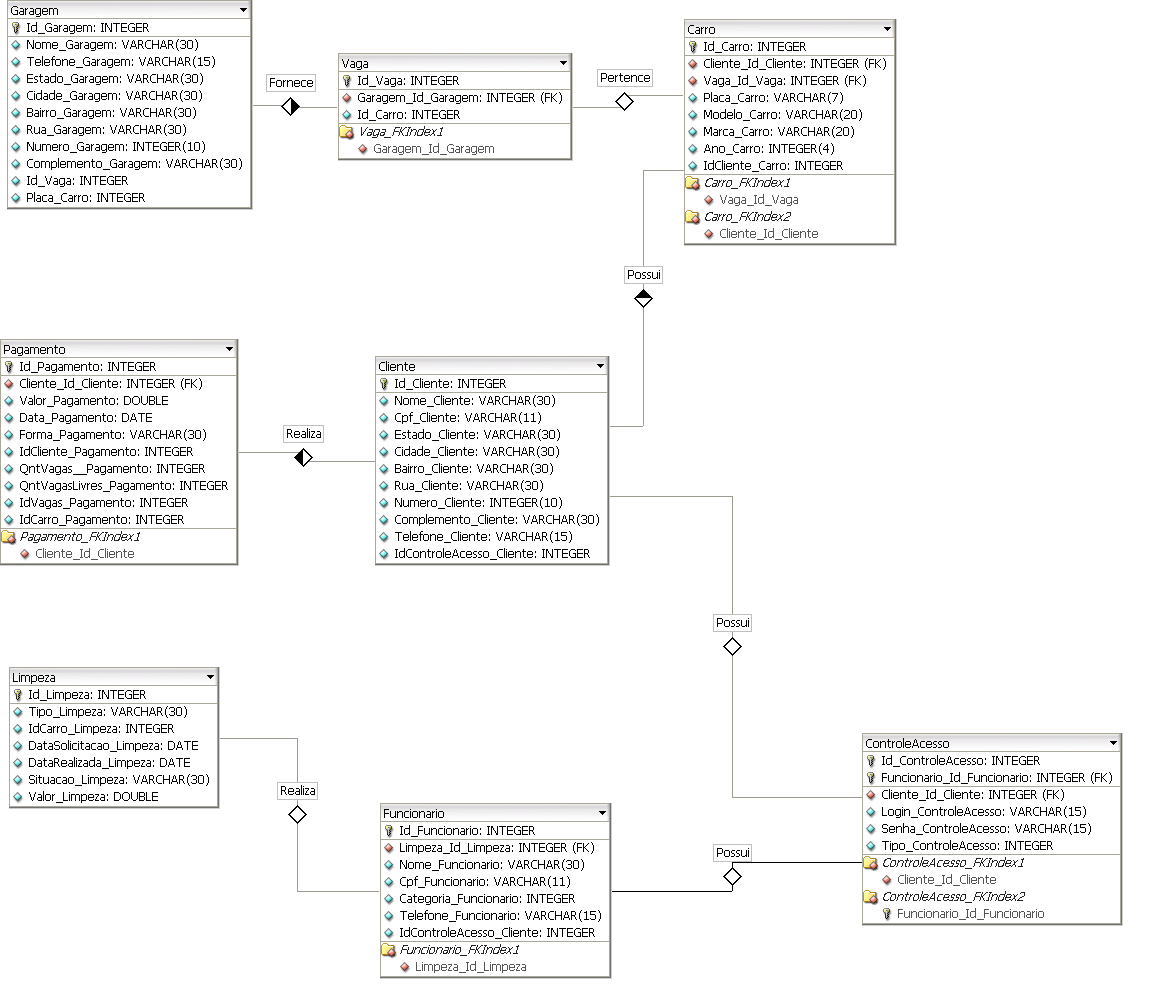 Garagem
Id_Garagem: INTEGER
Nome_Garagem: VARCHAR(30)
Telefone_Garagem: VARCHAR(15)
Estado_Garagem: VARCHAR(30)
Cidade_Garagem: VARCHAR(30)
Bairro_Garagem: VARCHAR(30)
Rua_Garagem: VARCHAR(30)
Numero_Garagem: INTEGER(10)
Complemento_Garagem: VARCHAR(30)
Id_Vaga: INTEGER
Placa_Carro: INTEGER
Fornece
Vaga
Id_Vaga: INTEGER
Garagem_Id_Garagem: INTEGER (FK)
Id_Carro: INTEGER
Vaga_FKIndex1
Garagem_Id_Garagem
Pertence
Carro
Id_Carro: INTEGER
Cliente_Id_Cliente: INTEGER (FK)
Vaga_Id_Vaga: INTEGER (FK)
Placa_Carro: VARCHAR(7)
Modelo_Carro: VARCHAR(20)
Marca_Carro: VARCHAR(20)
Ano_Carro: INTEGER(4)
IdCliente_Carro: INTEGER
Carro_FKIndex1
Vaga_Id_Vaga
Carro_FKIndex2
Cliente_Id_Cliente
Possui
Pagamento
Id_Pagamento: INTEGER
Cliente_Id_Cliente: INTEGER (FK)
Valor_Pagamento: DOUBLE
Data_Pagamento: DATE
Forma_Pagamento: VARCHAR(30)
IdCliente_Pagamento: INTEGER
QntVagas__Pagamento: INTEGER
QntVagasLivres_Pagamento: INTEGER
IdVagas_Pagamento: INTEGER
IdCarro_Pagamento: INTEGER
Pagamento_FKIndex1
Cliente_Id_Cliente
Realiza
Cliente
Id_Cliente: INTEGER
Nome_Cliente: VARCHAR(30)
Cpf_Cliente: VARCHAR(11)
Estado_Cliente: VARCHAR(30)
Cidade_Cliente: VARCHAR(30)
Bairro_Cliente: VARCHAR(30)
Rua_Cliente: VARCHAR(30)
Numero_Cliente: INTEGER(10)
Complemento_Cliente: VARCHAR(30)
Telefone_Cliente: VARCHAR(15)
IdControleAcesso_Cliente: INTEGER
Possui
Limpeza
Id_Limpeza: INTEGER
Tipo_Limpeza: VARCHAR(30)
IdCarro_Limpeza: INTEGER
DataSolicitacao_Limpeza: DATE
DataRealizada_Limpeza: DATE
Situacao_Limpeza: VARCHAR(30)
Valor_Limpeza: DOUBLE
Realiza
Funcionario
Id_Funcionario: INTEGER
Limpeza_Id_Limpeza: INTEGER (FK)
Nome_Funcionario: VARCHAR(30)
Cpf_Funcionario: VARCHAR(11)
Categoria_Funcionario: INTEGER
Telefone_Funcionario: VARCHAR(15)
IdControleAcesso_Cliente: INTEGER
Funcionario_FKIndex1
Limpeza_Id_Limpeza
Possui
ControleAcesso
Id_ControleAcesso: INTEGER
Funcionario_Id_Funcionario: INTEGER (FK)
Cliente_Id_Cliente: INTEGER (FK)
Login_ControleAcesso: VARCHAR(15)
Senha_ControleAcesso: VARCHAR(15)
Tipo_ControleAcesso: INTEGER
ControleAcesso_FKIndex1
Cliente_Id_Cliente
ControleAcesso_FKIndex2
Funcionario_Id_Funcionario